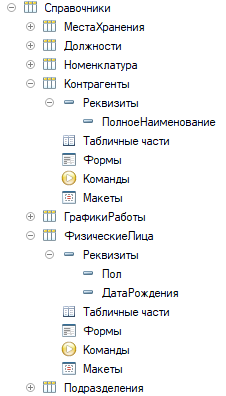 Справочники
МестаХранения
Должности
Номенклатура
Контрагенты
Реквизиты
ПолноеНаименование
Табличные части
Формы
Команды
Макеты
ГрафикиРаботы
ФизическиеЛица
Реквизиты
Пол
ДатаРождения
Табличные части
Формы
Команды
Макеты
Подразделения